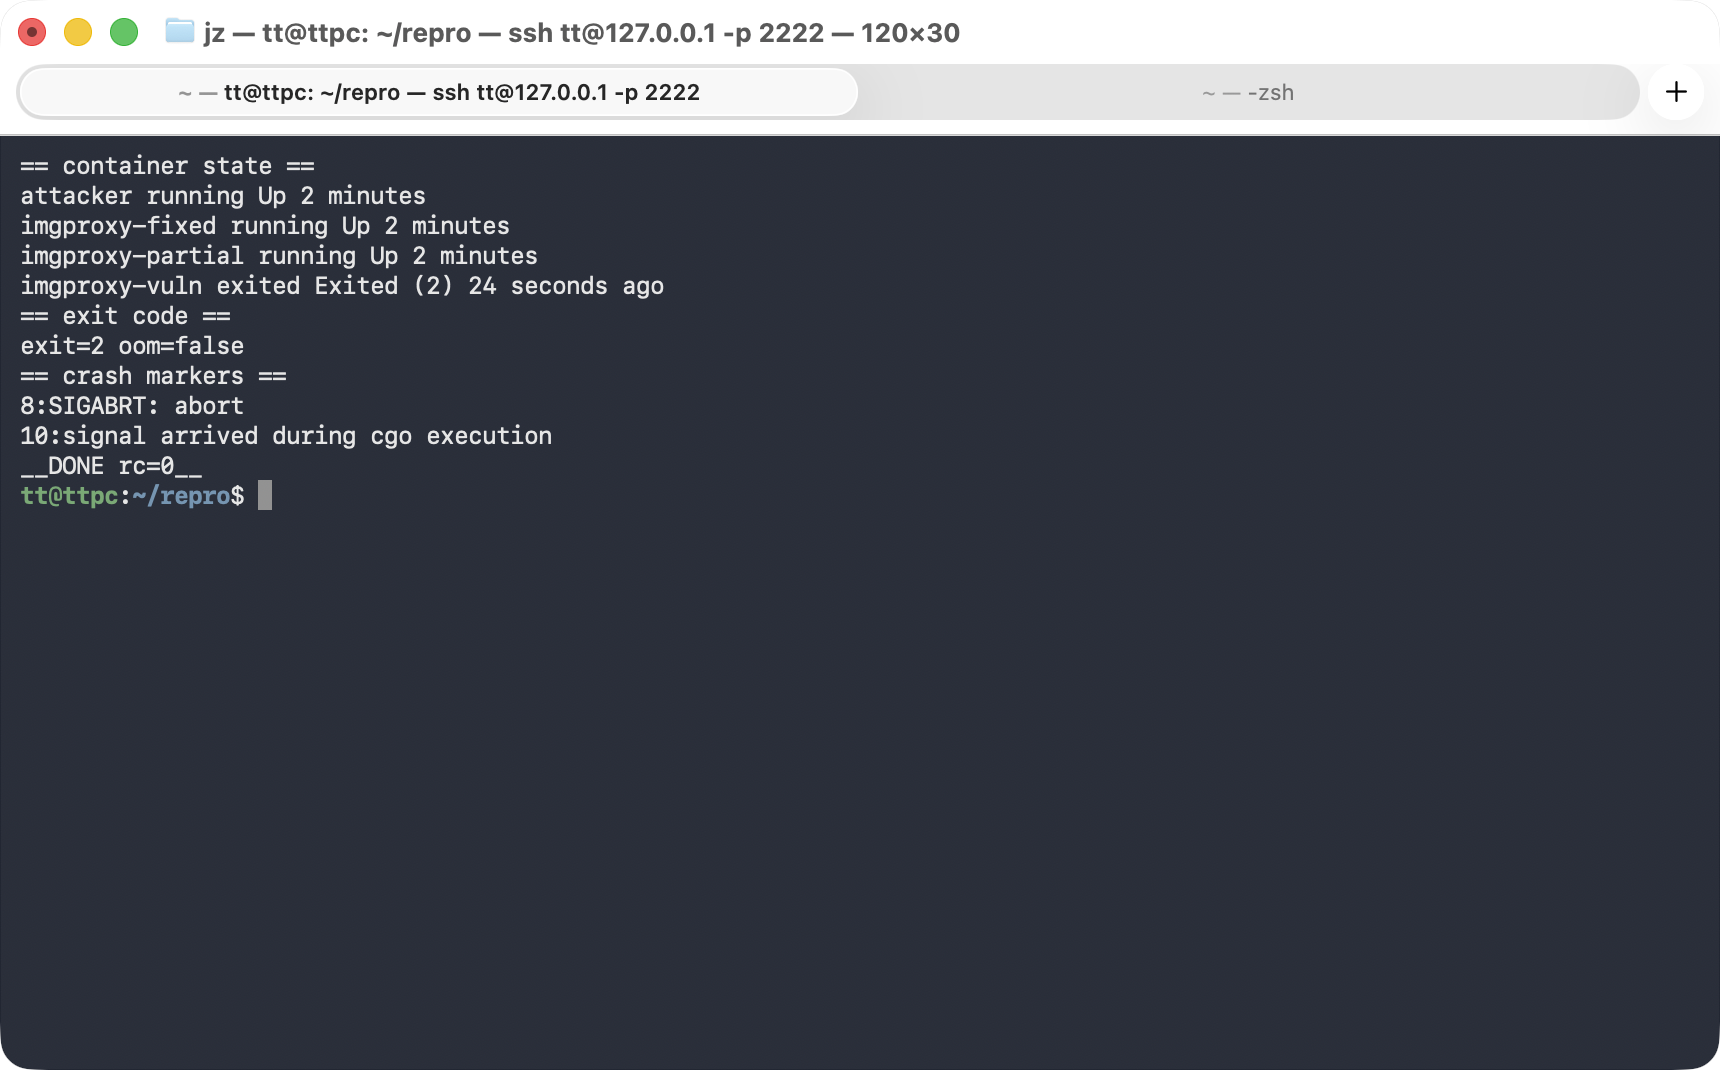 jz — tt@ttpc: ~/repro — ssh tt@127.0.0.1 -p 2222 — 120×30
~ — tt@ttpc: ~/repro — ssh tt@127.0.0.1 -p 2222
~ — -zsh
+
== container state ==
attacker running Up 2 minutes
imgproxy-fixed running Up 2 minutes
imgproxy-partial running Up 2 minutes
imgproxy-vuln exited Exited (2) 24 seconds ago
== exit code ==
exit=2 oom=false
== crash markers ==
8:SIGABRT: abort
10:signal arrived during cgo execution
__DONE rc=0__
tt@ttpc:~/repro$